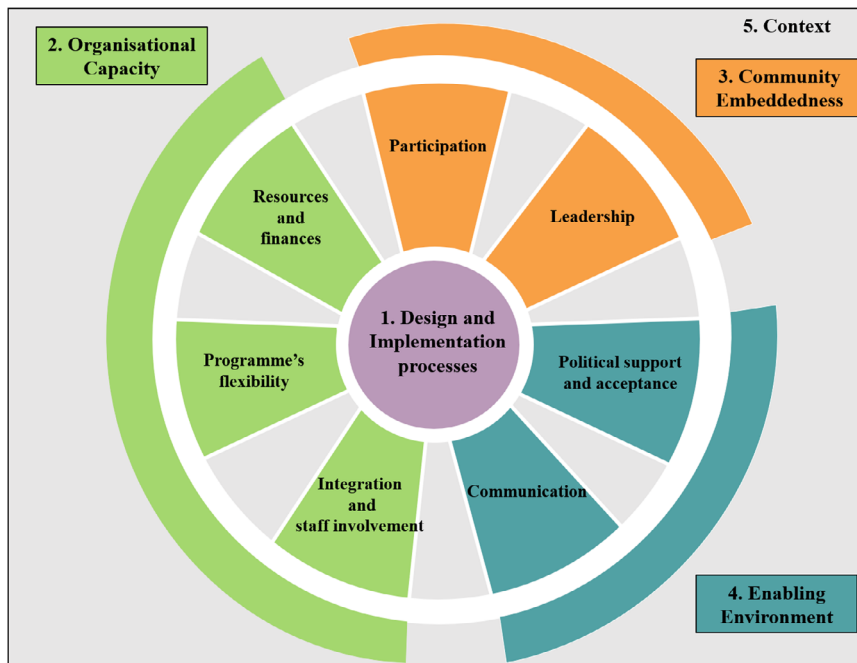 2. Organisational
Capacity
5. Context
3. Community
Embeddedness
Participation
Leadership
Resources
and
finances
1. Design and
Implementation
processes
Programme’s
flexibility
Political support
and acceptance
Integration
and
staff involvement
Communication
4. Enabling
Environment